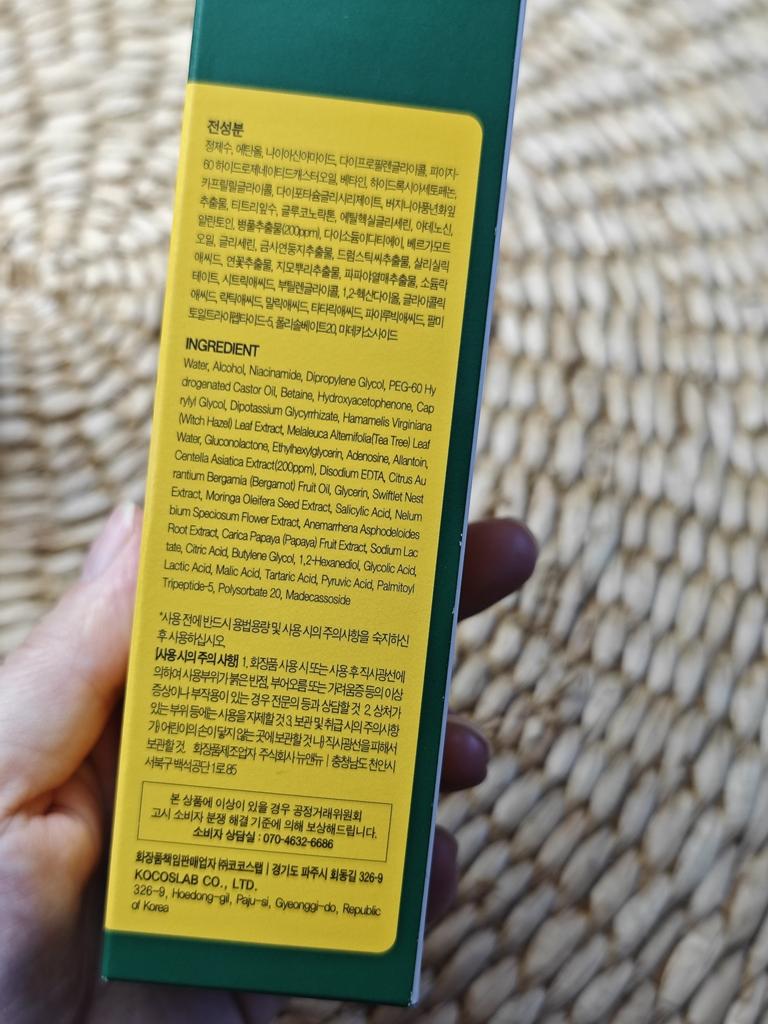 전성분
정제수, 에탄올, 나이아신아마이드, 다이프로필렌글라이콜, 피이지-
60 하이드로제네이티드캐스터오일, 베타인, 하이드록시아세토페논,
카프릴릴글라이콜, 다이포타슘글리시리제이트, 버지니아풍년화잎
추출물, 티트리잎수, 글루코노락톤, 에틸헥실글리세린, 아데노신,
알란토인, 병풀추출물(200ppm), 다이소듐이디티에이, 베르가모트
오일, 글리세린, 금사연둥지추출물, 드럼스틱씨추출물, 살리실릭
애씨드, 연꽃추출물, 지모뿌리추출물, 파파야열매추출물, 소듐락
테이트, 시트릭애씨드, 부틸렌글라이콜, 1,2-헥산다이올, 글라이콜릭
애씨드, 락틱애씨드, 말릭애씨드, 타타릭애씨드, 파이루빅애씨드, 팔미
토일트라이펩타이드-5, 폴리솔베이트20, 마데카소사이드
INGREDIENT
Water, Alcohol, Niacinamide, Dipropylene Glycol, PEG-60 Hy
drogenated Castor Oil, Betaine, Hydroxyacetophenone, Cap
rylyl Glycol, Dipotassium Glycyrrhizate, Hamamelis Virginiana
(Witch Hazel) Leaf Extract, Melaleuca Alternifolia(Tea Tree) Leaf
Water, Gluconolactone, Ethylhexylglycerin, Adenosine, Allantoin,
Centella Asiatica Extract(200ppm), Disodium EDTA, Citrus Au
rantium Bergamia (Bergamot) Fruit Oil, Glycerin, Swiftlet Nest
Extract, Moringa Oleifera Seed Extract, Salicylic Acid, Nelum
bium Speciosum Flower Extract, Anemarrhena Asphodeloides
Root Extract, Carica Papaya (Papaya) Fruit Extract, Sodium Lac
tate, Citric Acid, Butylene Glycol, 1,2-Hexanediol, Glycolic Acid,
Lactic Acid, Malic Acid, Tartaric Acid, Pyruvic Acid, Palmitoyl
Tripeptide-5, Polysorbate 20, Madecassoside
*사용 전에 반드시 용법용량 및 사용 시의 주의사항을 숙지하신
후 사용하십시오.
[사용 시의 주의 사항] 1. 화장품 사용 시 또는 사용 후 직사광선에
의하여 사용부위가 붉은 반점, 부어오름 또는 가려움증 등의 이상
증상이나 부작용이 있는 경우 전문의 등과 상담할 것 2. 상처가
있는 부위 등에는 사용을 자제할 것 3. 보관 및 취급 시의 주의사항
가) 어린이의 손이 닿지 않는 곳에 보관할 것 나) 직사광선을 피해서
보관할 것. 화장품제조업자 주식회사 뉴앤뉴 | 충청남도 천안시
서북구 백석공단 1로 85
본 상품에 이상이 있을 경우 공정거래위원회
고시 소비자 분쟁 해결 기준에 의해 보상해드립니다.
소비자 상담실 : 070-4632-6686
화장품책임판매업자 ㈜코코스랩 | 경기도 파주시 회동길 326-9
KOCOSLAB CO., LTD.
326-9, Hoedong-gil, Paju-si, Gyeonggi-do, Republic
of Korea